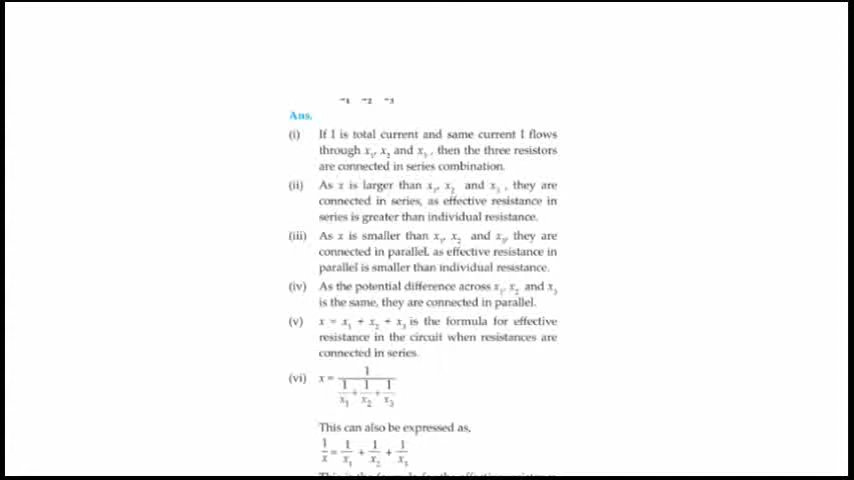 Ans.
(i) If I is total current and same current I flows
through x₁, x₂ and x₃, then the three resistors
are connected in series combination.
(ii) As x is larger than x₁, x₂ and x₃, they are
connected in series, as effective resistance in
series is greater than individual resistance.
(iii) As x is smaller than x₁, x₂ and x₃, they are
connected in parallel, as effective resistance in
parallel is smaller than individual resistance.
(iv) As the potential difference across x₁, x₂ and x₃
is the same, they are connected in parallel.
(v) x = x₁ + x₂ + x₃ is the formula for effective
resistance in the circuit when resistances are
connected in series.
(vi) x = 1 / (1/x₁ + 1/x₂ + 1/x₃)
This can also be expressed as,
1/x = 1/x₁ + 1/x₂ + 1/x₃